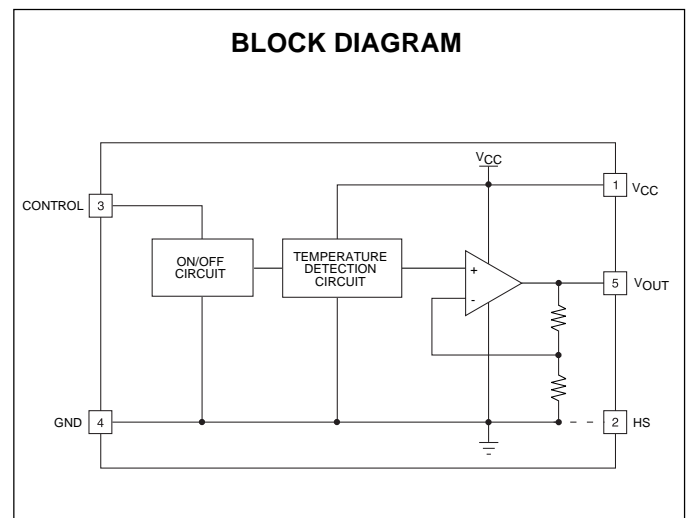 BLOCK DIAGRAM
VCC
1
VCC
CONTROL
3
ON/OFF
CIRCUIT
TEMPERATURE
DETECTION
CIRCUIT
+
-
5
VOUT
GND
4
2
HS